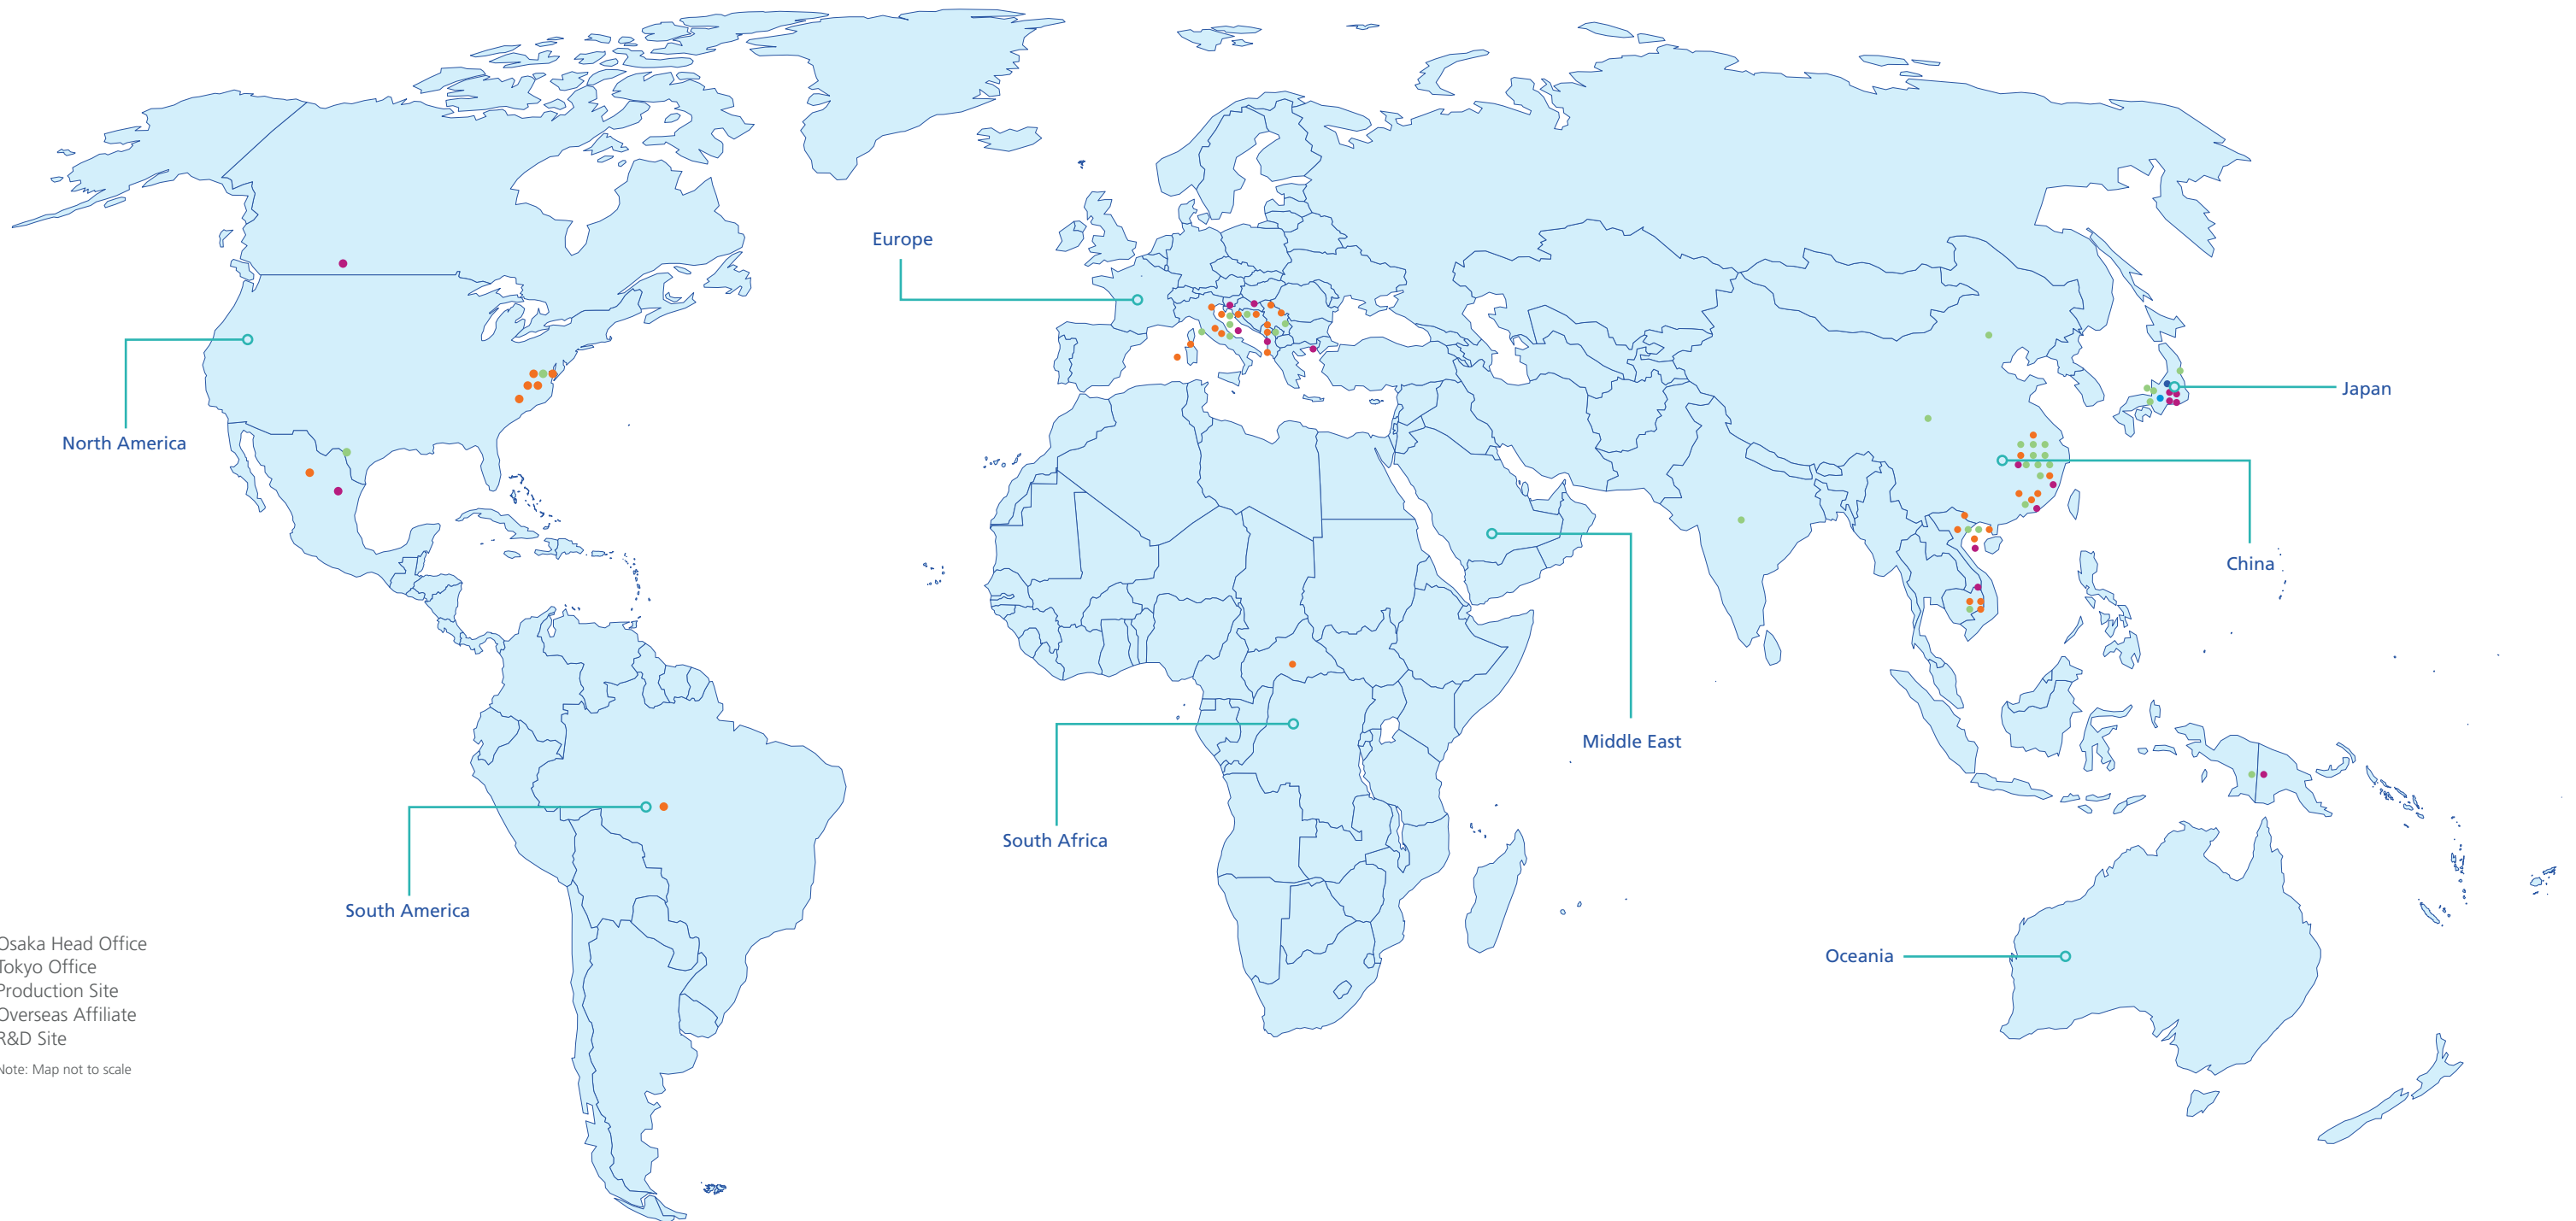 Europe
Japan
North America
China
Middle East
South Africa
South America
Osaka Head Office
Tokyo Office
Production Site
Overseas Affiliate
R&D Site
Note: Map not to scale
Oceania